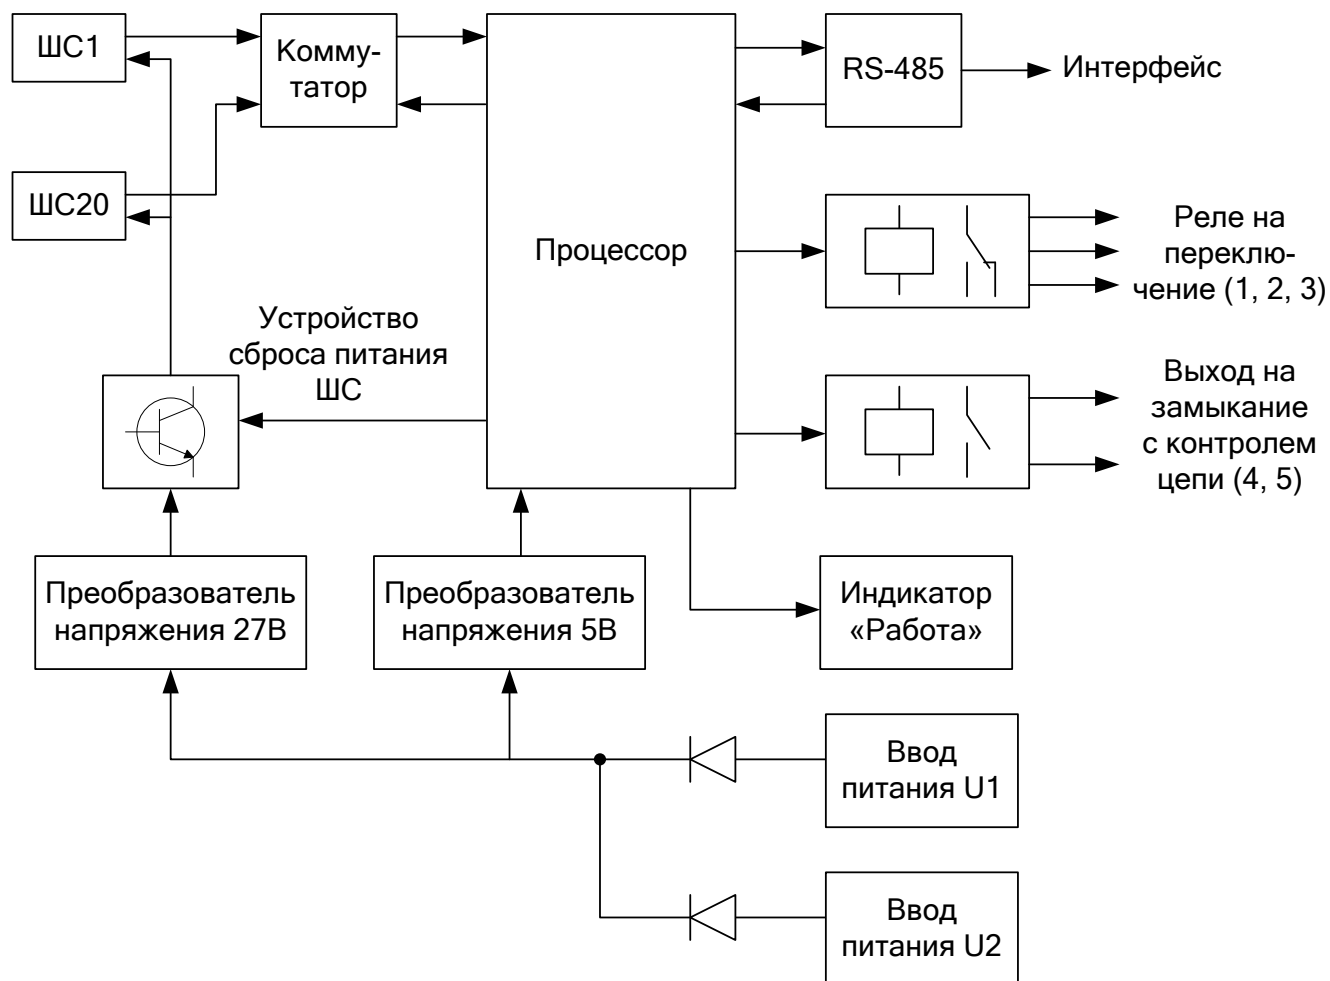 ШС1
Комму-
татор
RS-485
Интерфейс
ШС20
Процессор
Реле на
переклю-
чение (1, 2, 3)
Устройство
сброса питания
ШС
Выход на
замыкание
с контролем
цепи (4, 5)
Преобразователь
напряжения 27В
Преобразователь
напряжения 5В
Индикатор
«Работа»
Ввод
питания U1
Ввод
питания U2